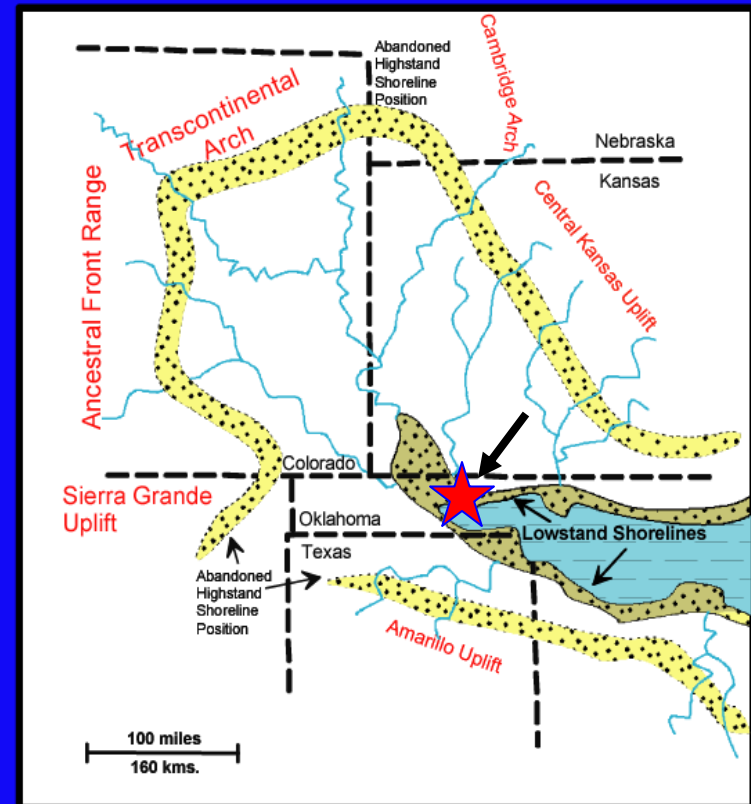 Abandoned
Highstand
Shoreline
Position
Cambridge Arch
Transcontinental
Arch
Nebraska
Kansas
Ancestral Front Range
Central Kansas Uplift
Colorado
Sierra Grande
Uplift
Oklahoma
Texas
Lowstand Shorelines
Abandoned
Highstand
Shoreline
Position
Amarillo Uplift
100 miles
160 kms.